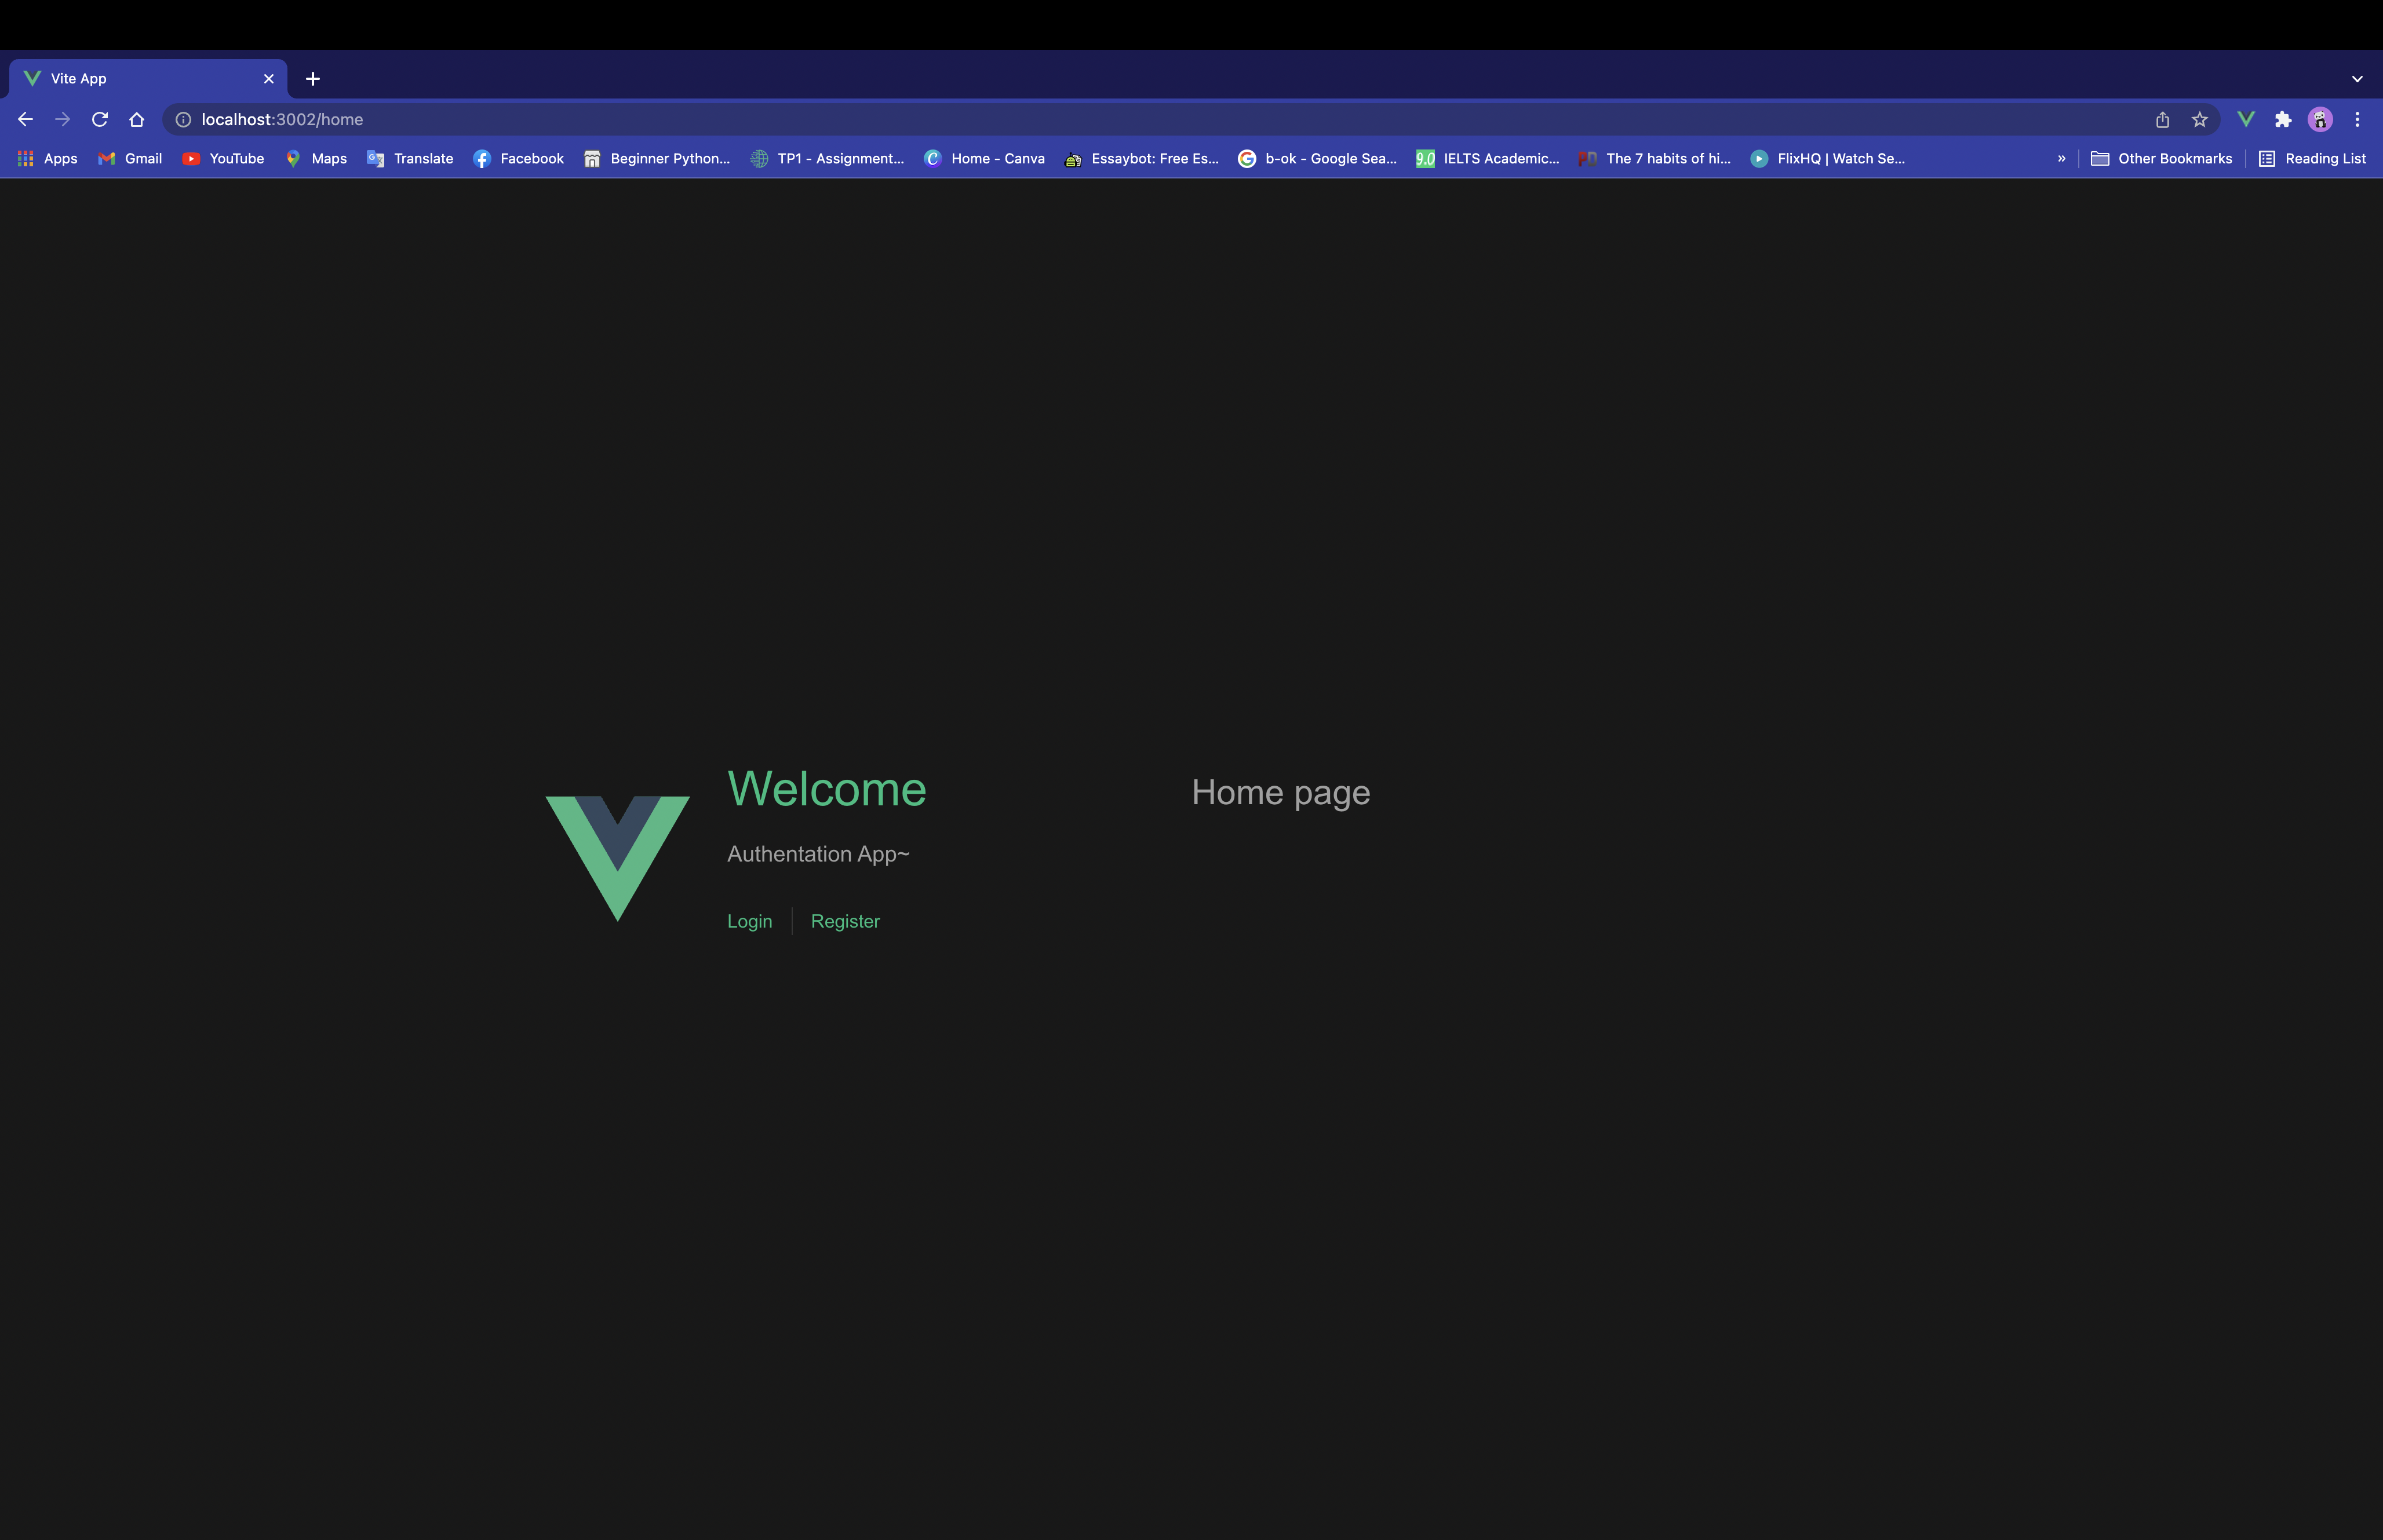 Vite App
localhost:3002/home
Apps Gmail YouTube Maps Translate Facebook Beginner Python... TP1 - Assignment... Home - Canva Essaybot: Free Es... b-ok - Google Sea... 9.0 IELTS Academic... The 7 habits of hi... FlixHQ | Watch Se... » Other Bookmarks Reading List
Welcome
Authentation App~
Login Register
Home page